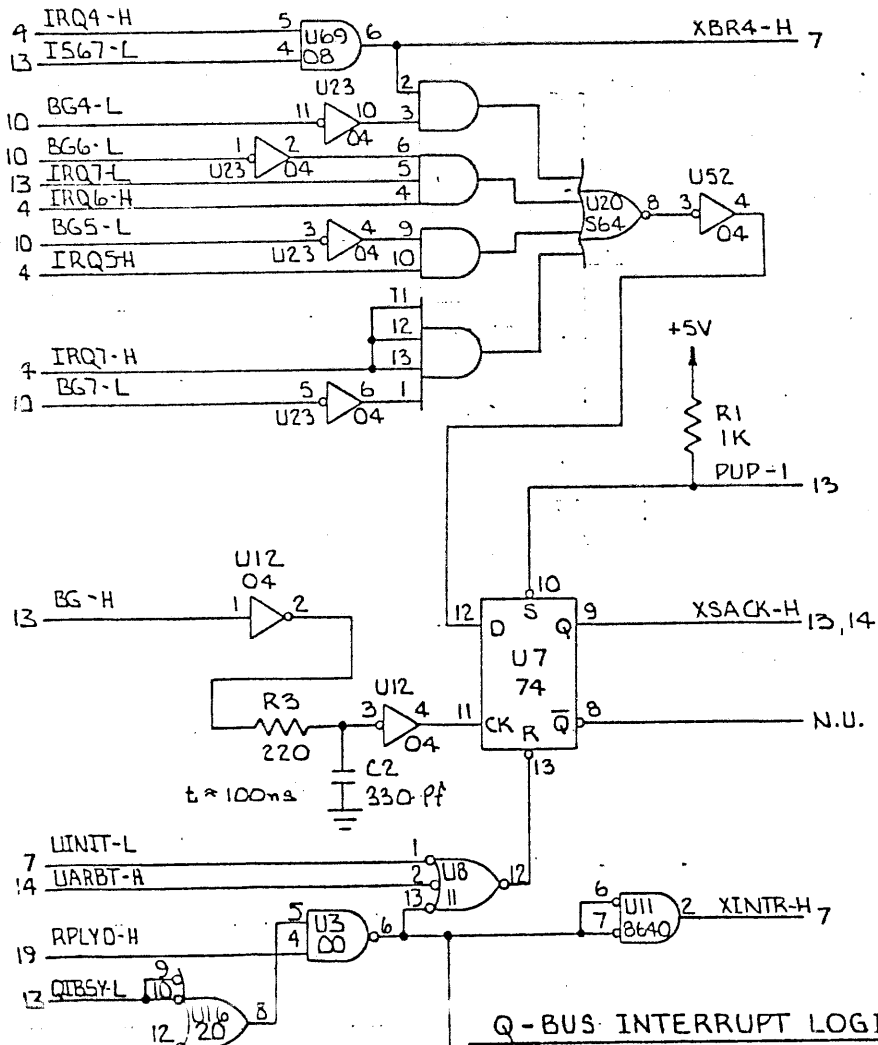 4 IRQ4-H 5 U69 6 XBR4-H 7
13 IS67-L 4 08
U23 2
10 BG4-L 11 10 3
04
10 BG6-L 1 2 6
13 IRQ7-L U23 04 5
4 IRQ6-H 4
U20 8 3 U52 4
S64 04
10 BG5-L 3 4 9
4 IRQ5-H U23 04 10
11
12
7 IRQ7-H 13
10 BG7-L 5 6 1
U23 04
+5V
R1
1K
PUP-1 13
U12
04
13 BG-H 1 2
10
12 D S Q 9 XSACK-H 13,14
U7
74
R3 U12
220 3 4 11 CK R Q 8 N.U.
04 13
C2
t≈100ns 330 Pf
7 UINIT-L 1
14 UARBT-H 2 U8 12
13 11
19 RPLYD-H 5 U3 6
4 00
6 U11 2 XINTR-H 7
7 8640
13 QIBSY-L 9
10 U16 8
12 20
Q-BUS INTERRUPT LOGI